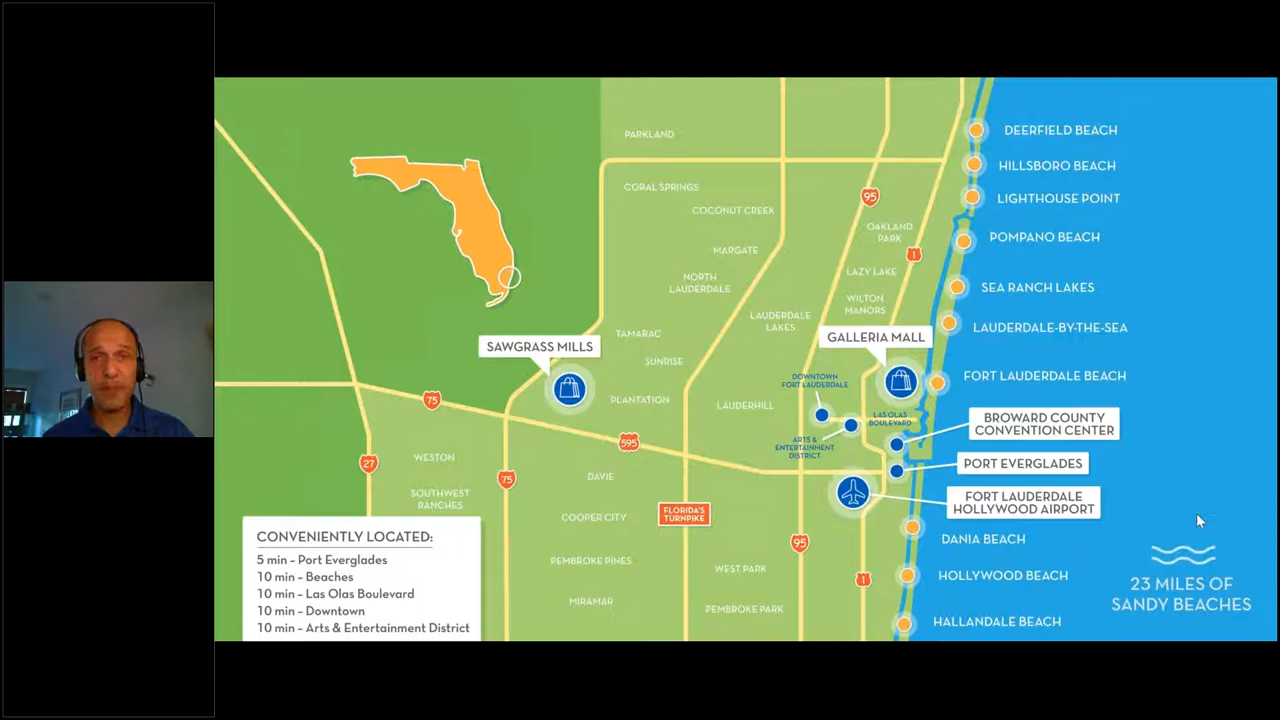 PARKLAND
CORAL SPRINGS
COCONUT CREEK
MARGATE
NORTH
LAUDERDALE
TAMARAC
SUNRISE
PLANTATION
LAUDERDALE
LAKES
LAUDERHILL
95
OAKLAND
PARK
1
LAZY LAKE
WILTON
MANORS
SAWGRASS MILLS
GALLERIA MALL
DOWNTOWN
FORT LAUDERDALE
LAS OLAS
BOULEVARD
ARTS &
ENTERTAINMENT
DISTRICT
75
595
27
75
WESTON
SOUTHWEST
RANCHES
DAVIE
COOPER CITY
PEMBROKE PINES
MIRAMAR
FLORIDA'S
TURNPIKE
WEST PARK
PEMBROKE PARK
95
1
DEERFIELD BEACH
HILLSBORO BEACH
LIGHTHOUSE POINT
POMPANO BEACH
SEA RANCH LAKES
LAUDERDALE-BY-THE-SEA
FORT LAUDERDALE BEACH
BROWARD COUNTY
CONVENTION CENTER
PORT EVERGLADES
FORT LAUDERDALE
HOLLYWOOD AIRPORT
DANIA BEACH
HOLLYWOOD BEACH
HALLANDALE BEACH
23 MILES OF
SANDY BEACHES
CONVENIENTLY LOCATED:
5 min – Port Everglades
10 min – Beaches
10 min – Las Olas Boulevard
10 min – Downtown
10 min – Arts & Entertainment District